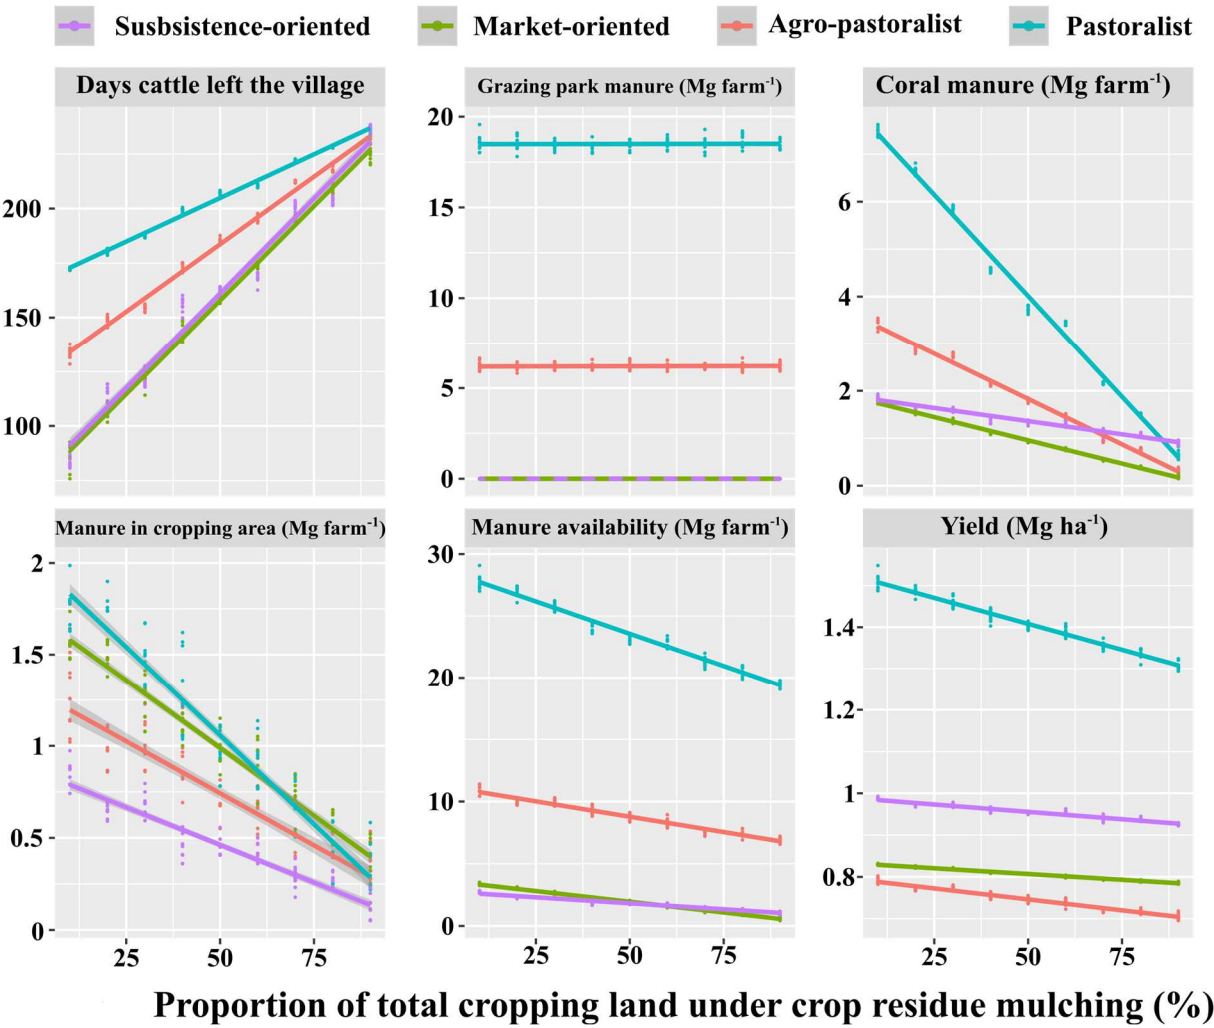 Susbsistence-oriented Market-oriented Agro-pastoralist Pastoralist
Days cattle left the village
200
150
100
Grazing park manure (Mg farm⁻¹)
20
15
10
5
0
Coral manure (Mg farm⁻¹)
6
4
2
0
Manure in cropping area (Mg farm⁻¹)
2
1.5
1
0.5
0
25 50 75
Manure availability (Mg farm⁻¹)
30
20
10
0
25 50 75
Yield (Mg ha⁻¹)
1.4
1.2
1
0.8
25 50 75
Proportion of total cropping land under crop residue mulching (%)